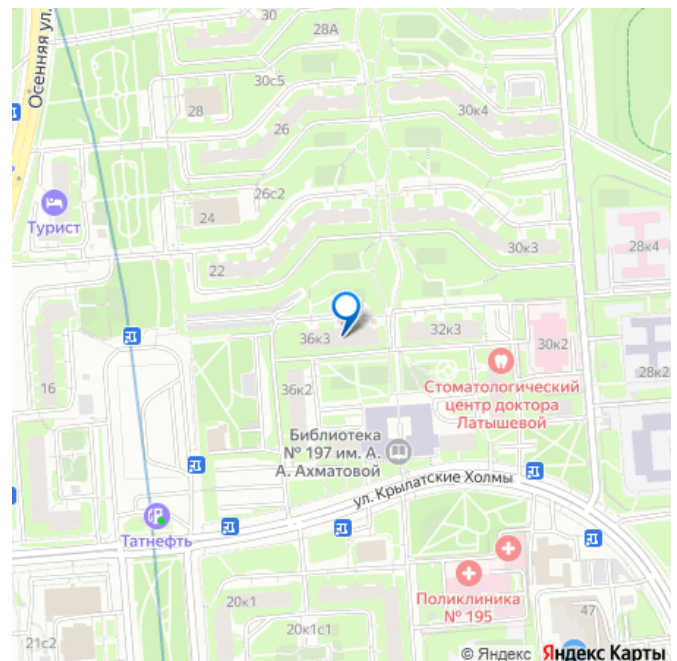 30
28А
Осенняя ул.
30с5
28
30к4
26
26с2
Турист
24
30к3
28к4
22
36к3
32к3
30к2
16
28к2
36к2
Стоматологический
центр доктора
Латышевой
Библиотека
№ 197 им. А.
А. Ахматовой
ул. Крылатские Холмы
Татнефть
Поликлиника
№ 195
20к1
47
20к1с1
21с2
© Яндекс Яндекс Карты